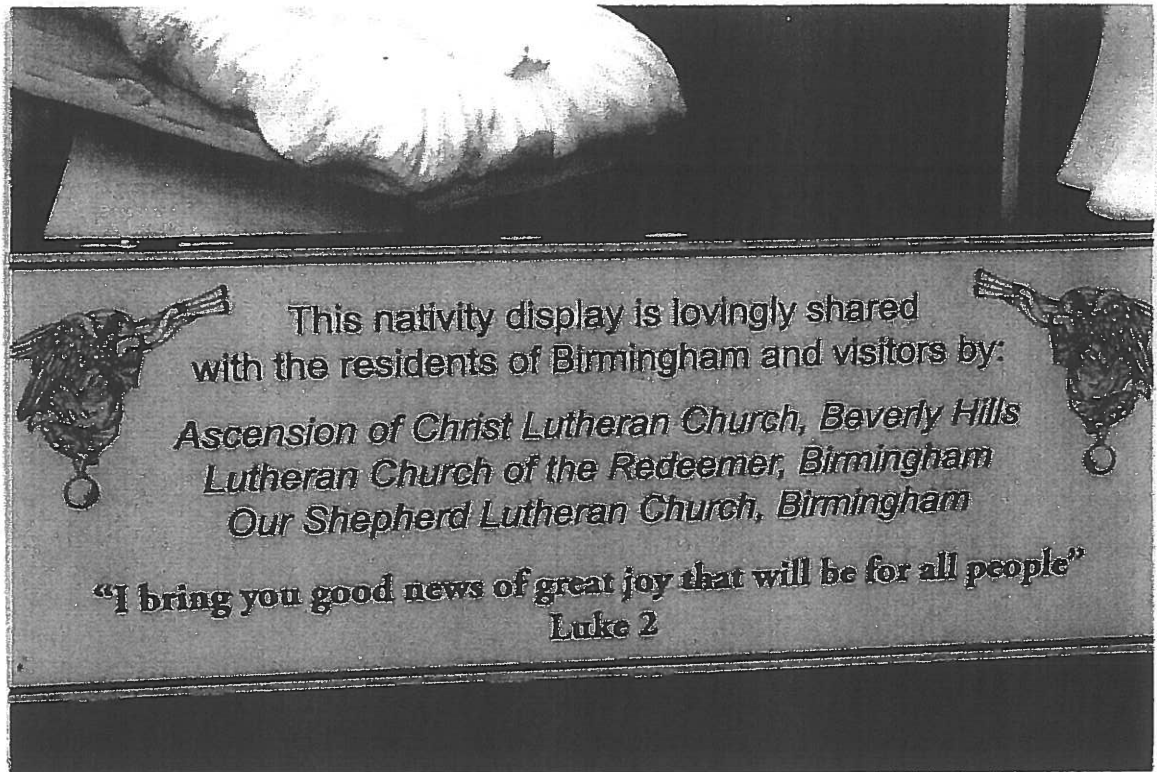 This nativity display is lovingly shared
with the residents of Birmingham and visitors by:
Ascension of Christ Lutheran Church, Beverly Hills
Lutheran Church of the Redeemer, Birmingham
Our Shepherd Lutheran Church, Birmingham
“I bring you good news of great joy that will be for all people”
Luke 2